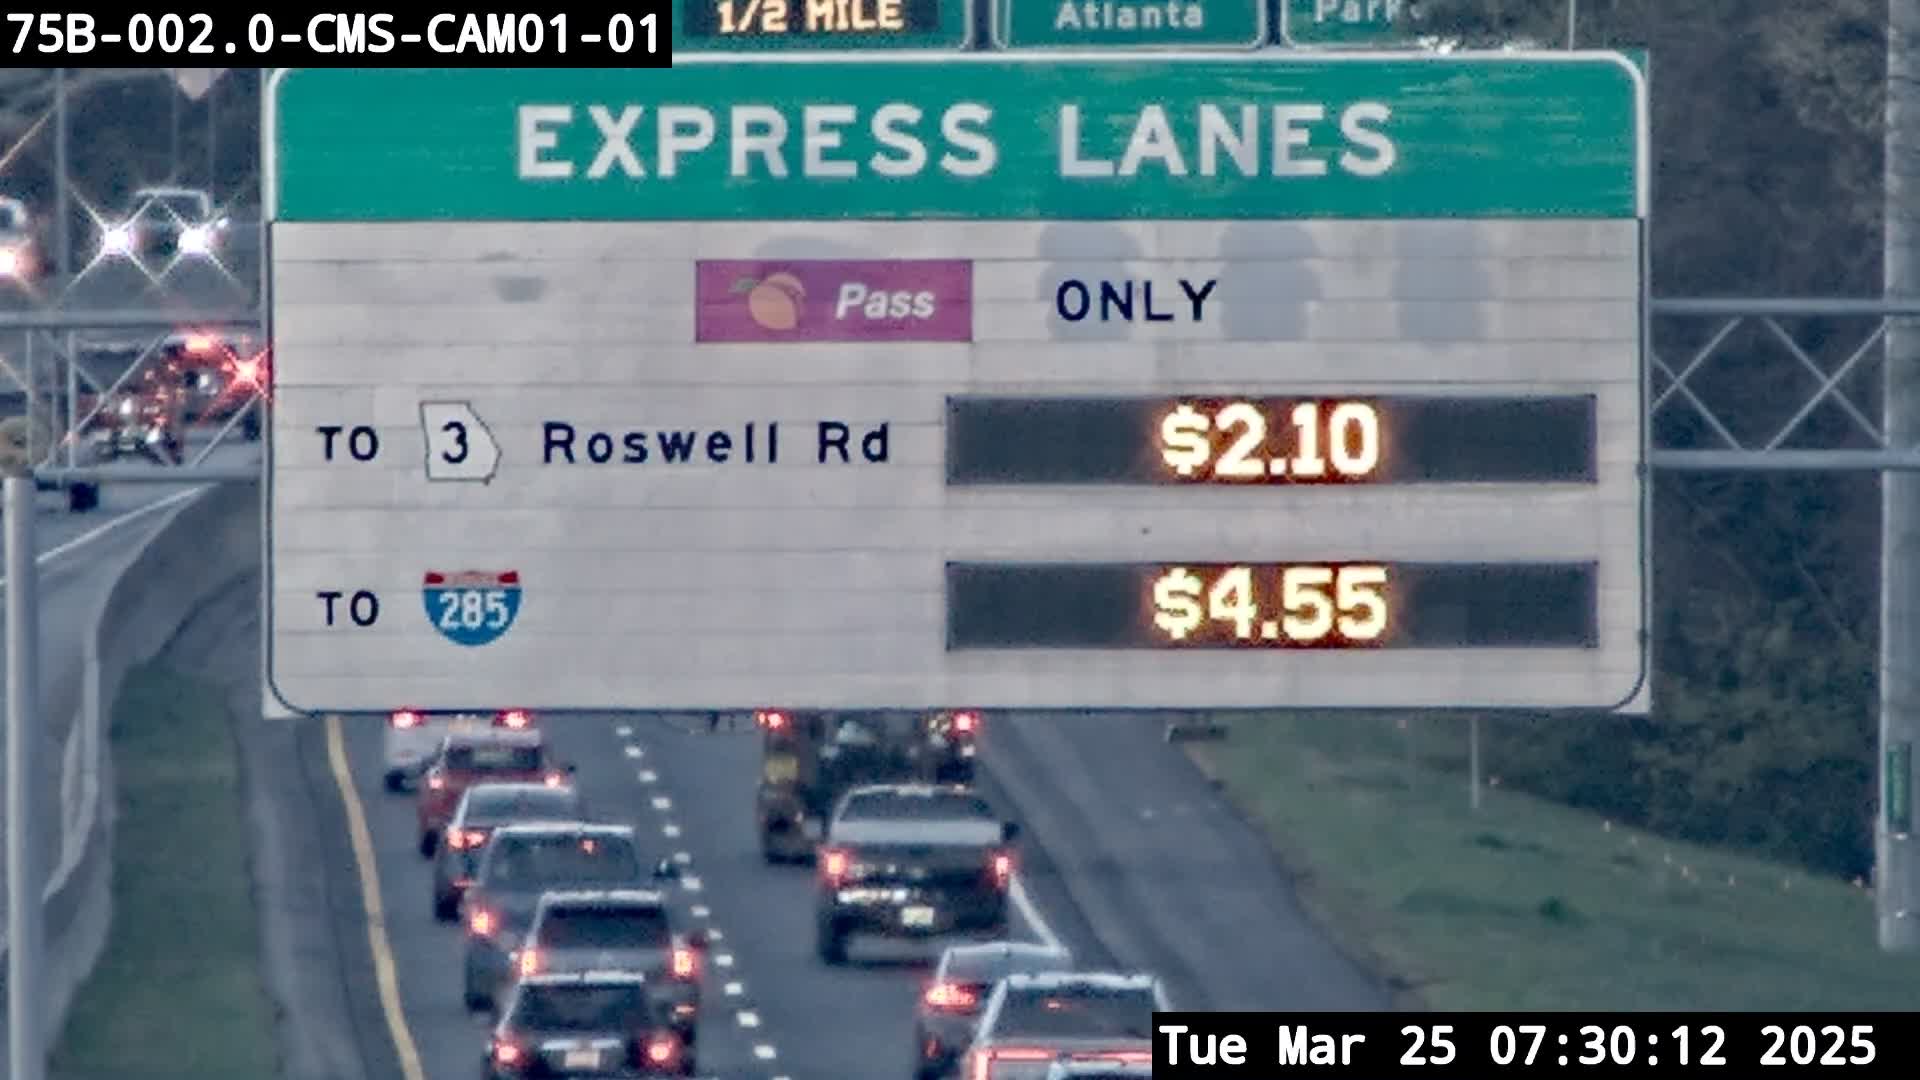 75B-002.0-CMS-CAM01-01
1/2 MILE
Atlanta
EXPRESS LANES
Pass ONLY
TO 3 Roswell Rd $2.10
TO 285 $4.55
Tue Mar 25 07:30:12 2025